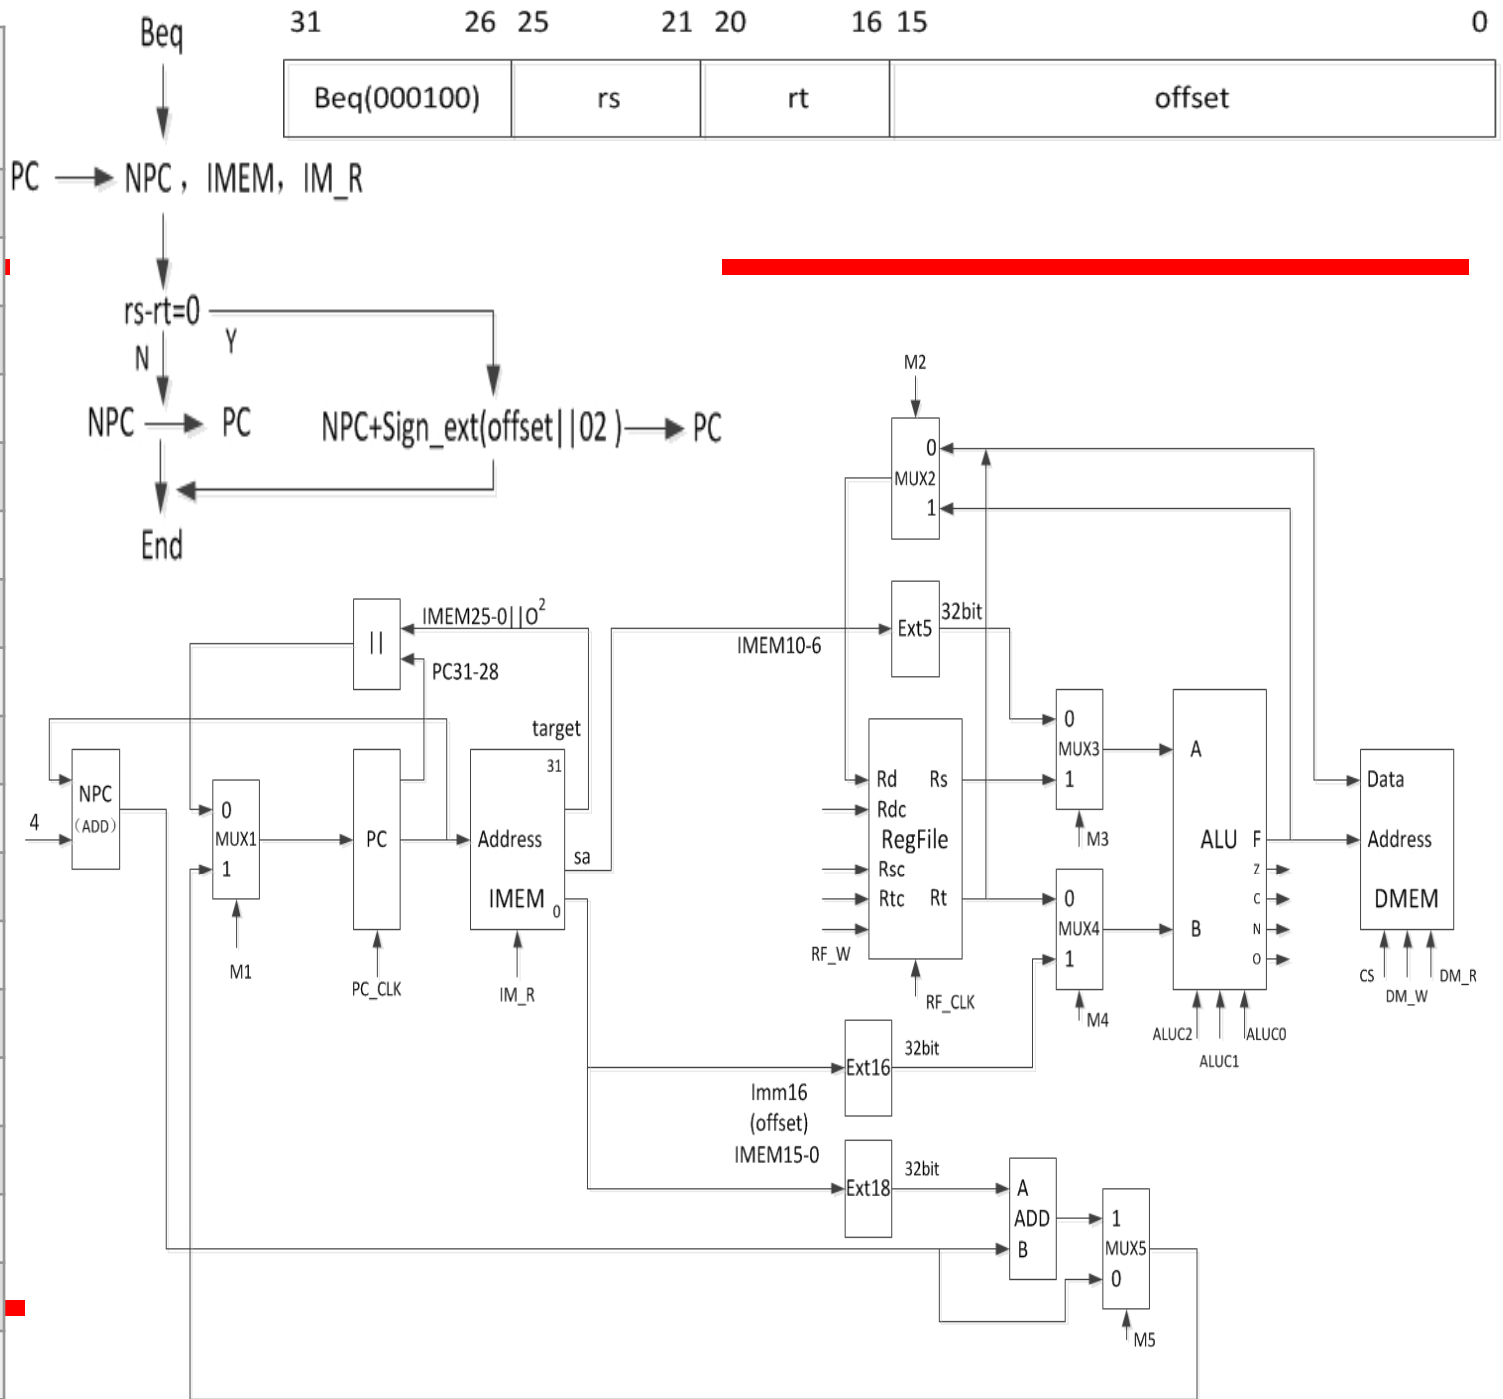 31 26 25 21 20 16 15 0
Beq
Beq(000100) rs rt offset
PC NPC， IMEM， IM_R
rs-rt=0
Y
N
NPC PC
NPC+Sign_ext(offset||02 ) PC
End
M2
0
MUX2
1
||
IMEM25-0||O²
PC31-28
target
IMEM10-6
Ext5
32bit
4
NPC
(ADD)
0
MUX1
1
M1
PC
PC_CLK
31
Address
sa
IMEM
0
IM_R
Rd Rs
Rdc
RegFile
Rsc
Rtc Rt
RF_W
RF_CLK
0
MUX3
1
M3
0
MUX4
1
M4
A
ALU F
Z
C
B N
O
ALUC2
ALUC1
ALUC0
Data
Address
DMEM
CS
DM_W
DM_R
Ext16
32bit
Imm16
(offset)
IMEM15-0
Ext18
32bit
A
ADD
B
1
MUX5
0
M5